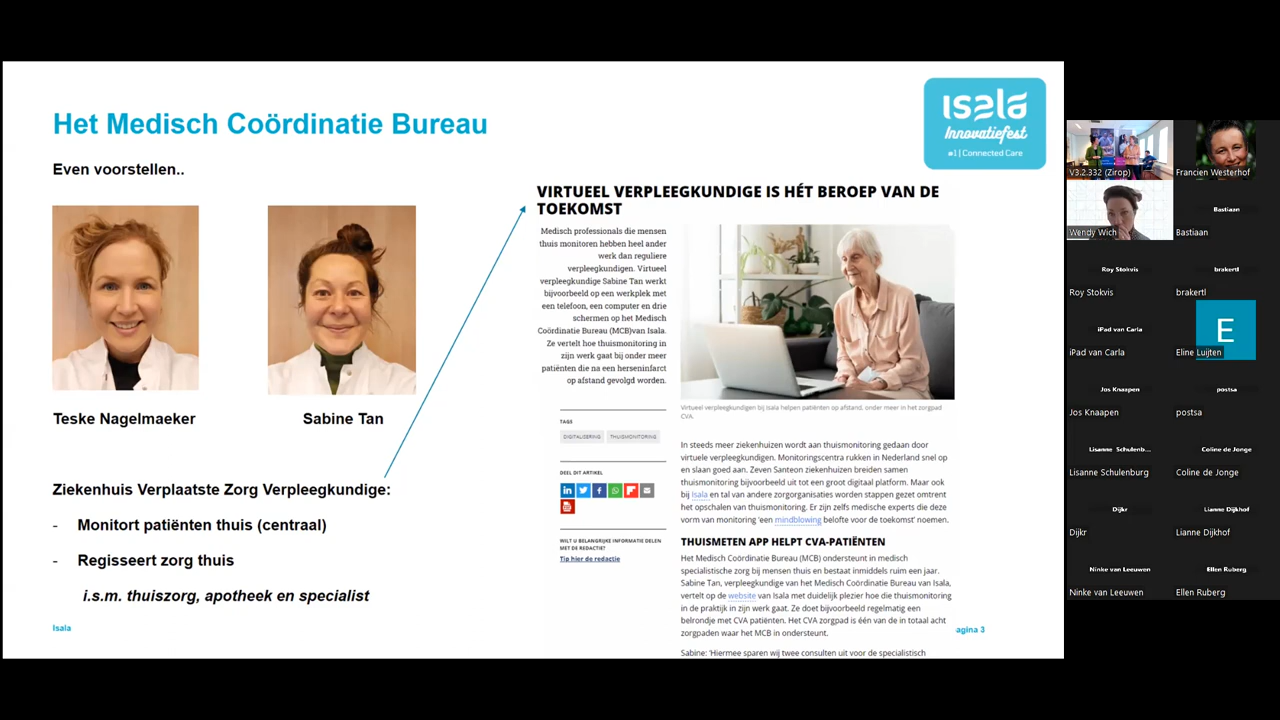 Het Medisch Coördinatie Bureau
Even voorstellen..
Teske Nagelmaeker
Sabine Tan
Ziekenhuis Verplaatste Zorg Verpleegkundige:
- Monitort patiënten thuis (centraal)
- Regisseert zorg thuis
i.s.m. thuiszorg, apotheek en specialist
Isala
isala
Innovatiefest
#1 | Connected Care
VIRTUEEL VERPLEEGKUNDIGE IS HÉT BEROEP VAN DE
TOEKOMST
Medisch professionals die mensen
thuis monitoren hebben heel ander
werk dan reguliere
verpleegkundigen. Virtueel
verpleegkundige Sabine Tan werkt
bijvoorbeeld op een werkplek met
een telefoon, een computer en drie
schermen op het Medisch
Coördinatie Bureau (MCB)van Isala.
Ze vertelt hoe thuismonitoring in
zijn werk gaat bij onder meer
patiënten die na een herseninfarct
op afstand gevolgd worden.
TAGS
DIGITALISERING THUISMONITORING
DEEL DIT ARTIKEL
WILT U BELANGRIJKE INFORMATIE DELEN
MET DE REDACTIE?
Tip hier de redactie
Virtueel verpleegkundigen bij Isala helpen patiënten op afstand, onder meer in het zorgpad
CVA.
In steeds meer ziekenhuizen wordt aan thuismonitoring gedaan door
virtuele verpleegkundigen. Monitoringscentra rukken in Nederland snel op
en slaan goed aan. Zeven Santeon ziekenhuizen breiden samen
thuismonitoring bijvoorbeeld uit tot een groot digitaal platform. Maar ook
bij Isala en tal van andere zorgorganisaties worden stappen gezet omtrent
het opschalen van thuismonitoring. Er zijn zelfs medische experts die deze
vorm van monitoring 'een mindblowing belofte voor de toekomst' noemen.
THUISMETEN APP HELPT CVA-PATIËNTEN
Het Medisch Coördinatie Bureau (MCB) ondersteunt in medisch
specialistische zorg bij mensen thuis en bestaat inmiddels ruim een jaar.
Sabine Tan, verpleegkundige van het Medisch Coördinatie Bureau van Isala,
vertelt op de website van Isala met duidelijk plezier hoe die thuismonitoring
in de praktijk in zijn werk gaat. Ze doet bijvoorbeeld regelmatig een
belrondje met CVA patiënten. Het CVA zorgpad is één van de in totaal acht
zorgpaden waar het MCB in ondersteunt.
Sabine: 'Hiermee sparen wij twee consulten uit voor de specialistisch
agina 3
V3.2.332 (Zirop)
Francien Westerhof
Wendy Wich
Bastiaan
Bastiaan
Roy Stokvis
Roy Stokvis
brakertl
brakertl
iPad van Carla
iPad van Carla
E
Eline Luijten
Jos Knaapen
Jos Knaapen
postsa
postsa
Lisanne Schulenb...
Lisanne Schulenburg
Coline de Jonge
Coline de Jonge
Dijkr
Dijkr
Lianne Dijkhof
Lianne Dijkhof
Ninke van Leeuwen
Ninke van Leeuwen
Ellen Ruberg
Ellen Ruberg